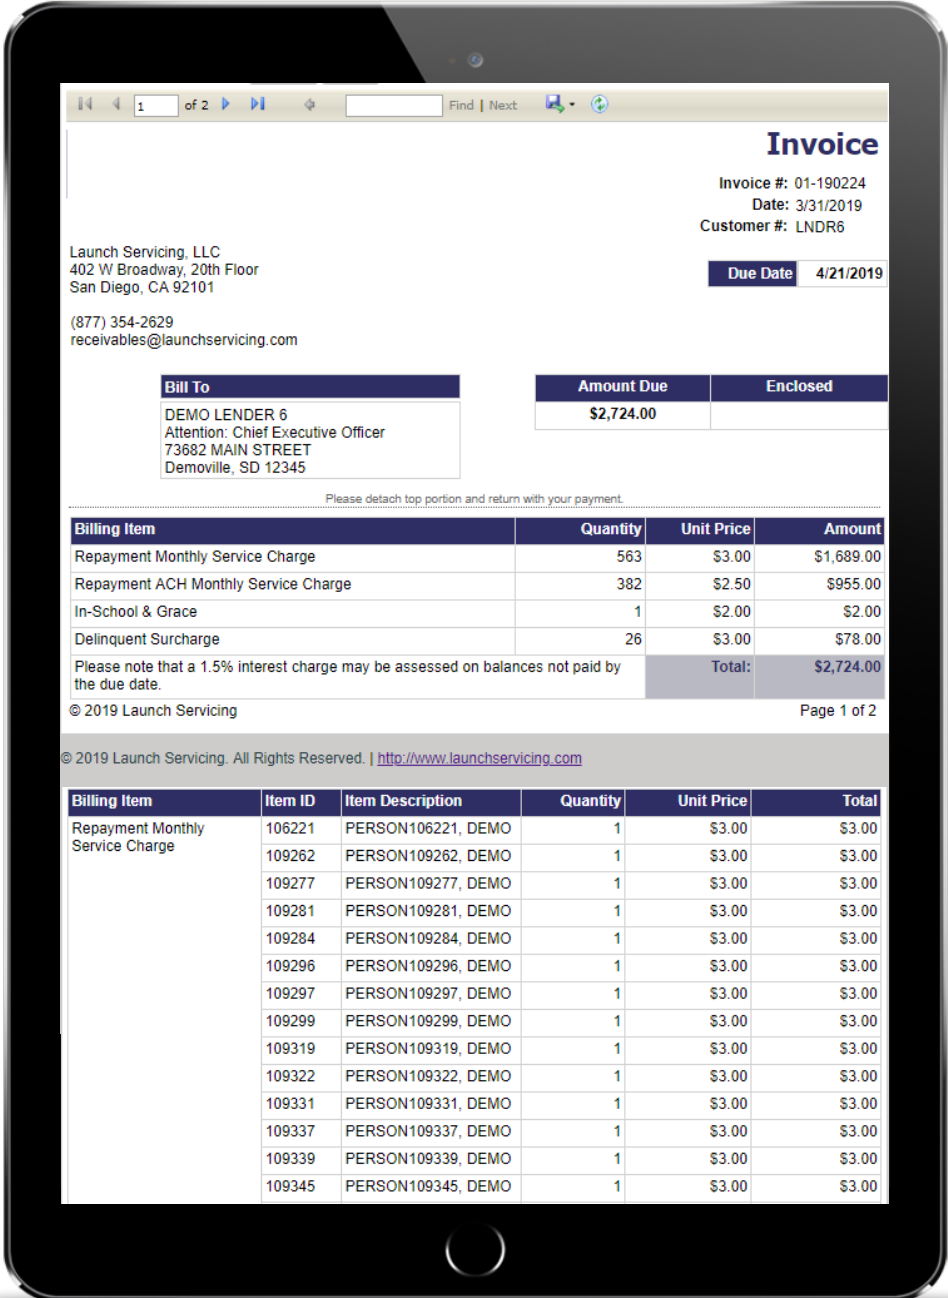 1 of 2 Find | Next
Invoice
Invoice #: 01-190224
Date: 3/31/2019
Customer #: LNDR6
Launch Servicing, LLC
402 W Broadway, 20th Floor
San Diego, CA 92101
Due Date 4/21/2019
(877) 354-2629
receivables@launchservicing.com
Bill To
Amount Due Enclosed
DEMO LENDER 6
Attention: Chief Executive Officer
73682 MAIN STREET
Demoville, SD 12345
$2,724.00
Please detach top portion and return with your payment.
Billing Item Quantity Unit Price Amount
Repayment Monthly Service Charge 563 $3.00 $1,689.00
Repayment ACH Monthly Service Charge 382 $2.50 $955.00
In-School & Grace 1 $2.00 $2.00
Delinquent Surcharge 26 $3.00 $78.00
Please note that a 1.5% interest charge may be assessed on balances not paid by
the due date.
Total: $2,724.00
© 2019 Launch Servicing Page 1 of 2
© 2019 Launch Servicing. All Rights Reserved. | http://www.launchservicing.com
Billing Item Item ID Item Description Quantity Unit Price Total
Repayment Monthly
Service Charge
106221 PERSON106221, DEMO 1 $3.00 $3.00
109262 PERSON109262, DEMO 1 $3.00 $3.00
109277 PERSON109277, DEMO 1 $3.00 $3.00
109281 PERSON109281, DEMO 1 $3.00 $3.00
109284 PERSON109284, DEMO 1 $3.00 $3.00
109296 PERSON109296, DEMO 1 $3.00 $3.00
109297 PERSON109297, DEMO 1 $3.00 $3.00
109299 PERSON109299, DEMO 1 $3.00 $3.00
109319 PERSON109319, DEMO 1 $3.00 $3.00
109322 PERSON109322, DEMO 1 $3.00 $3.00
109331 PERSON109331, DEMO 1 $3.00 $3.00
109337 PERSON109337, DEMO 1 $3.00 $3.00
109339 PERSON109339, DEMO 1 $3.00 $3.00
109345 PERSON109345, DEMO 1 $3.00 $3.00